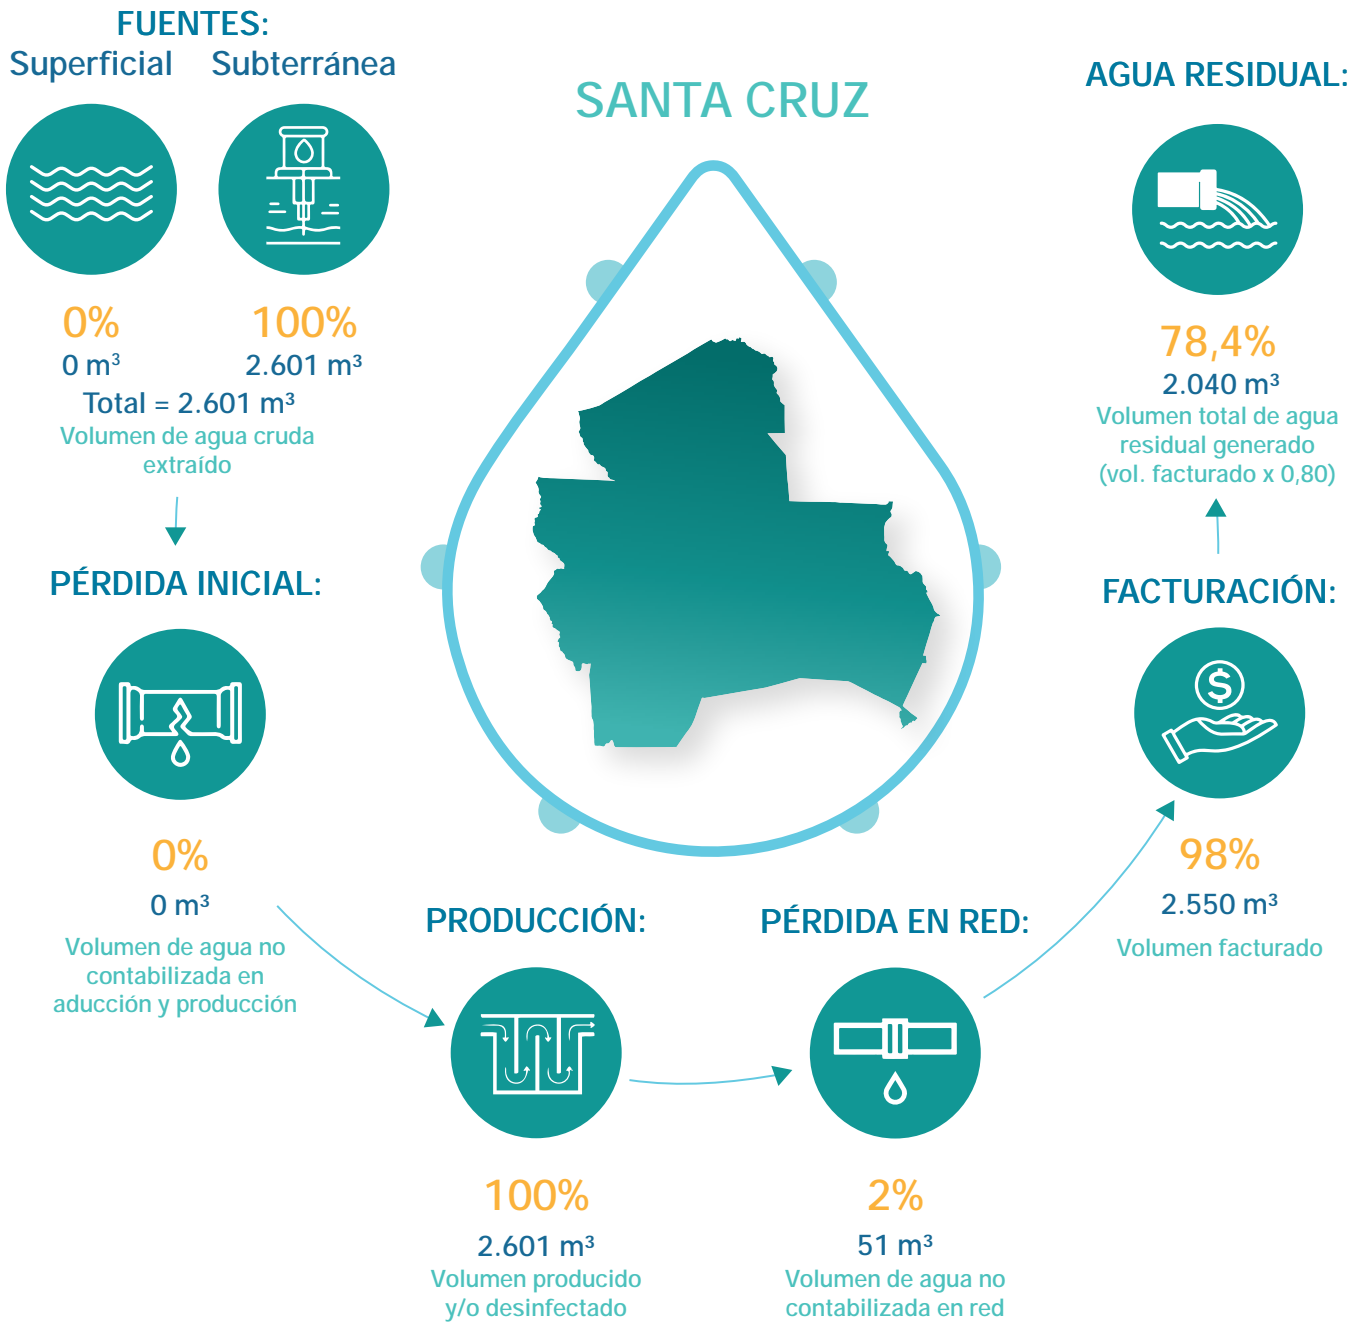 FUENTES:
Superficial Subterránea
0% 100%
0 m³ 2.601 m³
Total = 2.601 m³
Volumen de agua cruda
extraído
SANTA CRUZ
PÉRDIDA INICIAL:
0%
0 m³
Volumen de agua no
contabilizada en
aducción y producción
PRODUCCIÓN:
100%
2.601 m³
Volumen producido
y/o desinfectado
PÉRDIDA EN RED:
2%
51 m³
Volumen de agua no
contabilizada en red
FACTURACIÓN:
$
98%
2.550 m³
Volumen facturado
AGUA RESIDUAL:
78,4%
2.040 m³
Volumen total de agua
residual generado
(vol. facturado x 0,80)